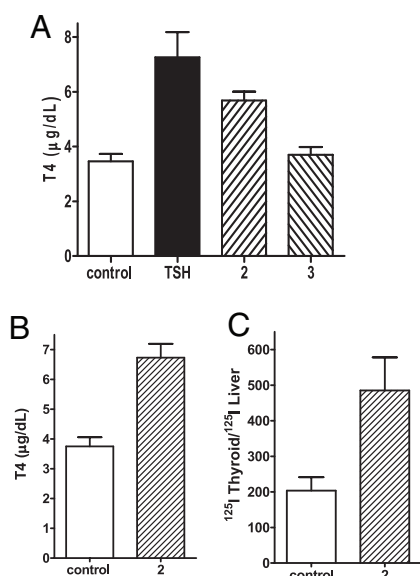 A
T4 (µg/dL)
8
6
4
2
0
control TSH 2 3
B
T4 (µg/dL)
7
6
5
4
3
2
1
0
control 2
C
¹²⁵I Thyroid/¹²⁵I Liver
600
500
400
300
200
100
0
control 2